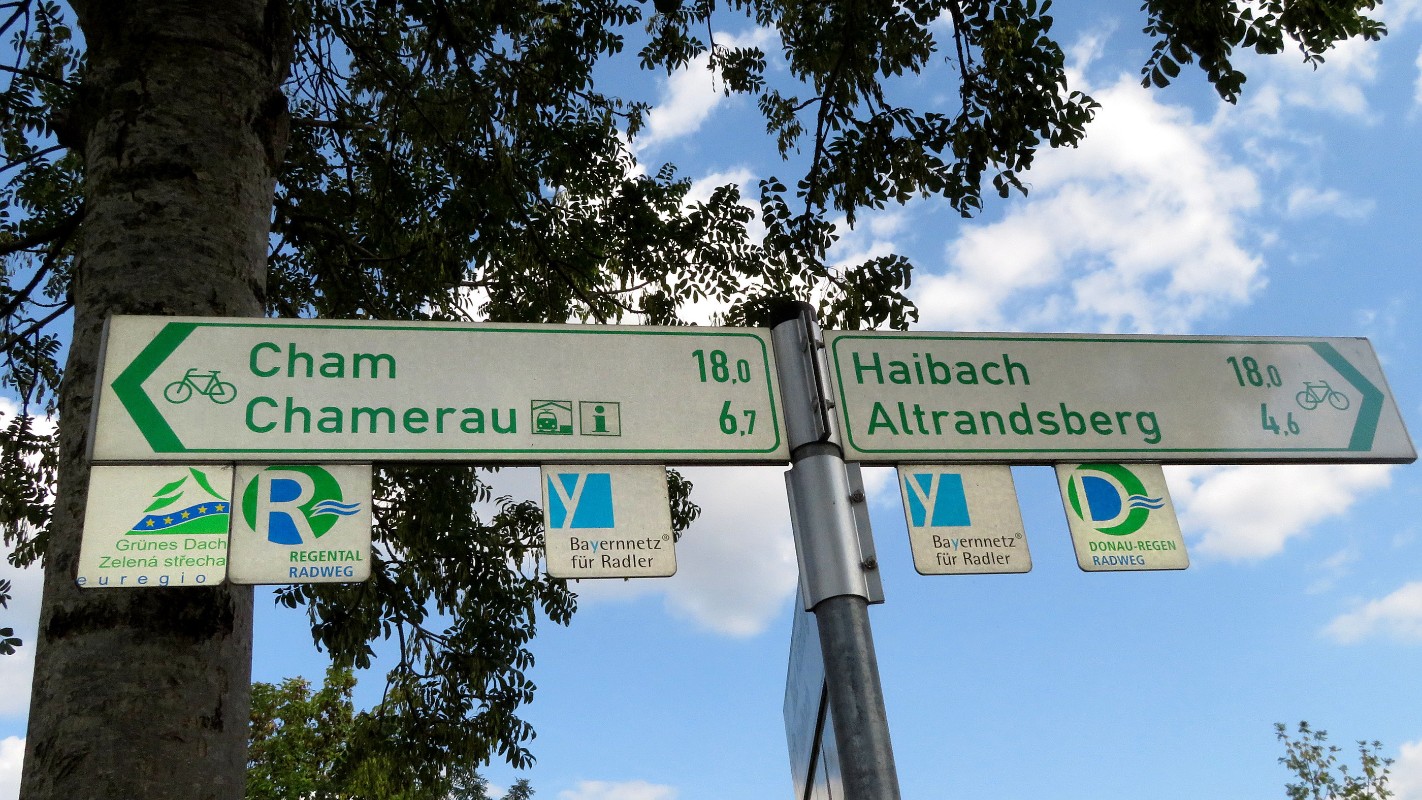 Cham 18,0
Chamerau i 6,7
Grünes Dach
Zelená střecha
euregio
R
REGENTAL
RADWEG
y
Bayernnetz®
für Radler
Haibach 18,0
Altrandsberg 4,6
y
Bayernnetz®
für Radler
D
DONAU-REGEN
RADWEG